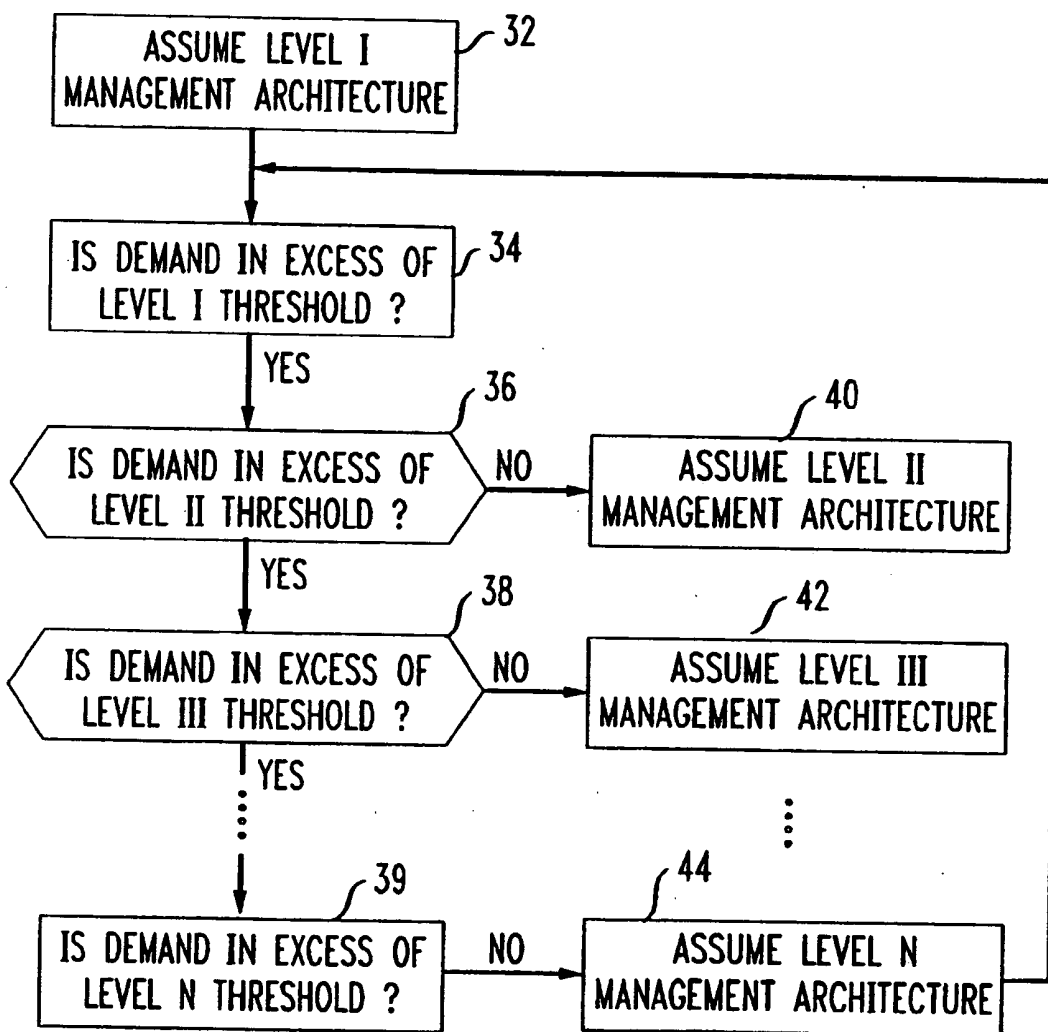 ASSUME LEVEL I
MANAGEMENT ARCHITECTURE
32
IS DEMAND IN EXCESS OF
LEVEL I THRESHOLD ?
34
YES
IS DEMAND IN EXCESS OF
LEVEL II THRESHOLD ?
36
NO
ASSUME LEVEL II
MANAGEMENT ARCHITECTURE
40
YES
IS DEMAND IN EXCESS OF
LEVEL III THRESHOLD ?
38
NO
ASSUME LEVEL III
MANAGEMENT ARCHITECTURE
42
YES
IS DEMAND IN EXCESS OF
LEVEL N THRESHOLD ?
39
NO
ASSUME LEVEL N
MANAGEMENT ARCHITECTURE
44